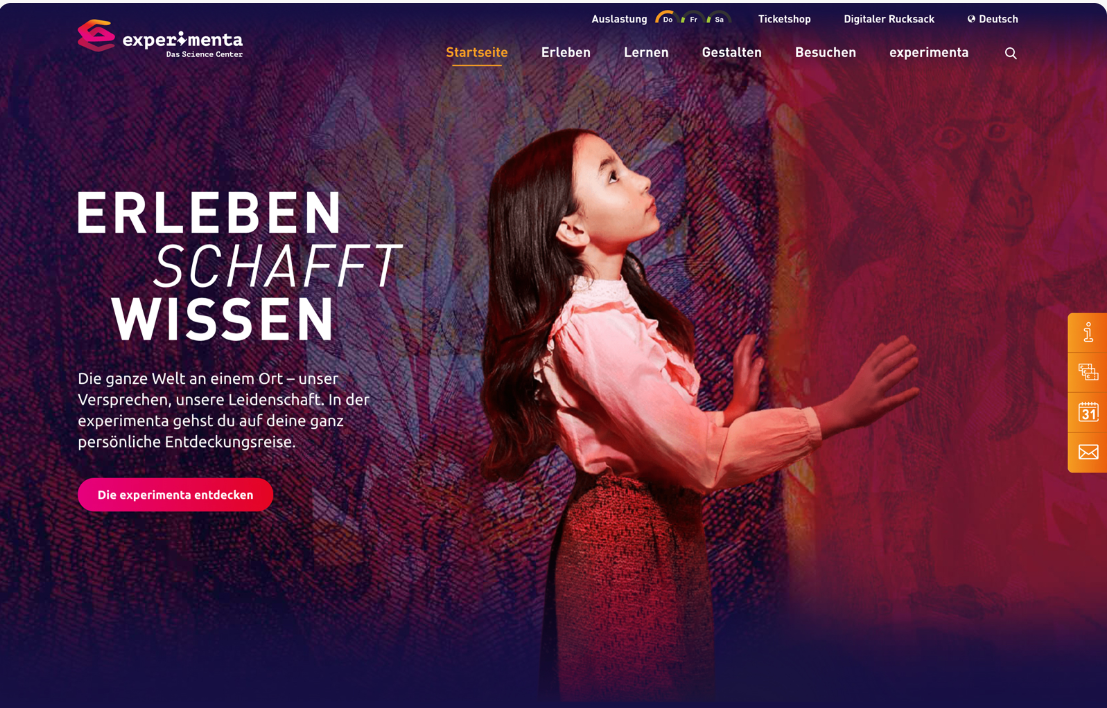 Auslastung Do Fr Sa Ticketshop Digitaler Rucksack Deutsch
experimenta
Das Science Center
Startseite Erleben Lernen Gestalten Besuchen experimenta
ERLEBEN
SCHAFFT
WISSEN
Die ganze Welt an einem Ort – unser
Versprechen, unsere Leidenschaft. In der
experimenta gehst du auf deine ganz
persönliche Entdeckungsreise.
Die experimenta entdecken
31